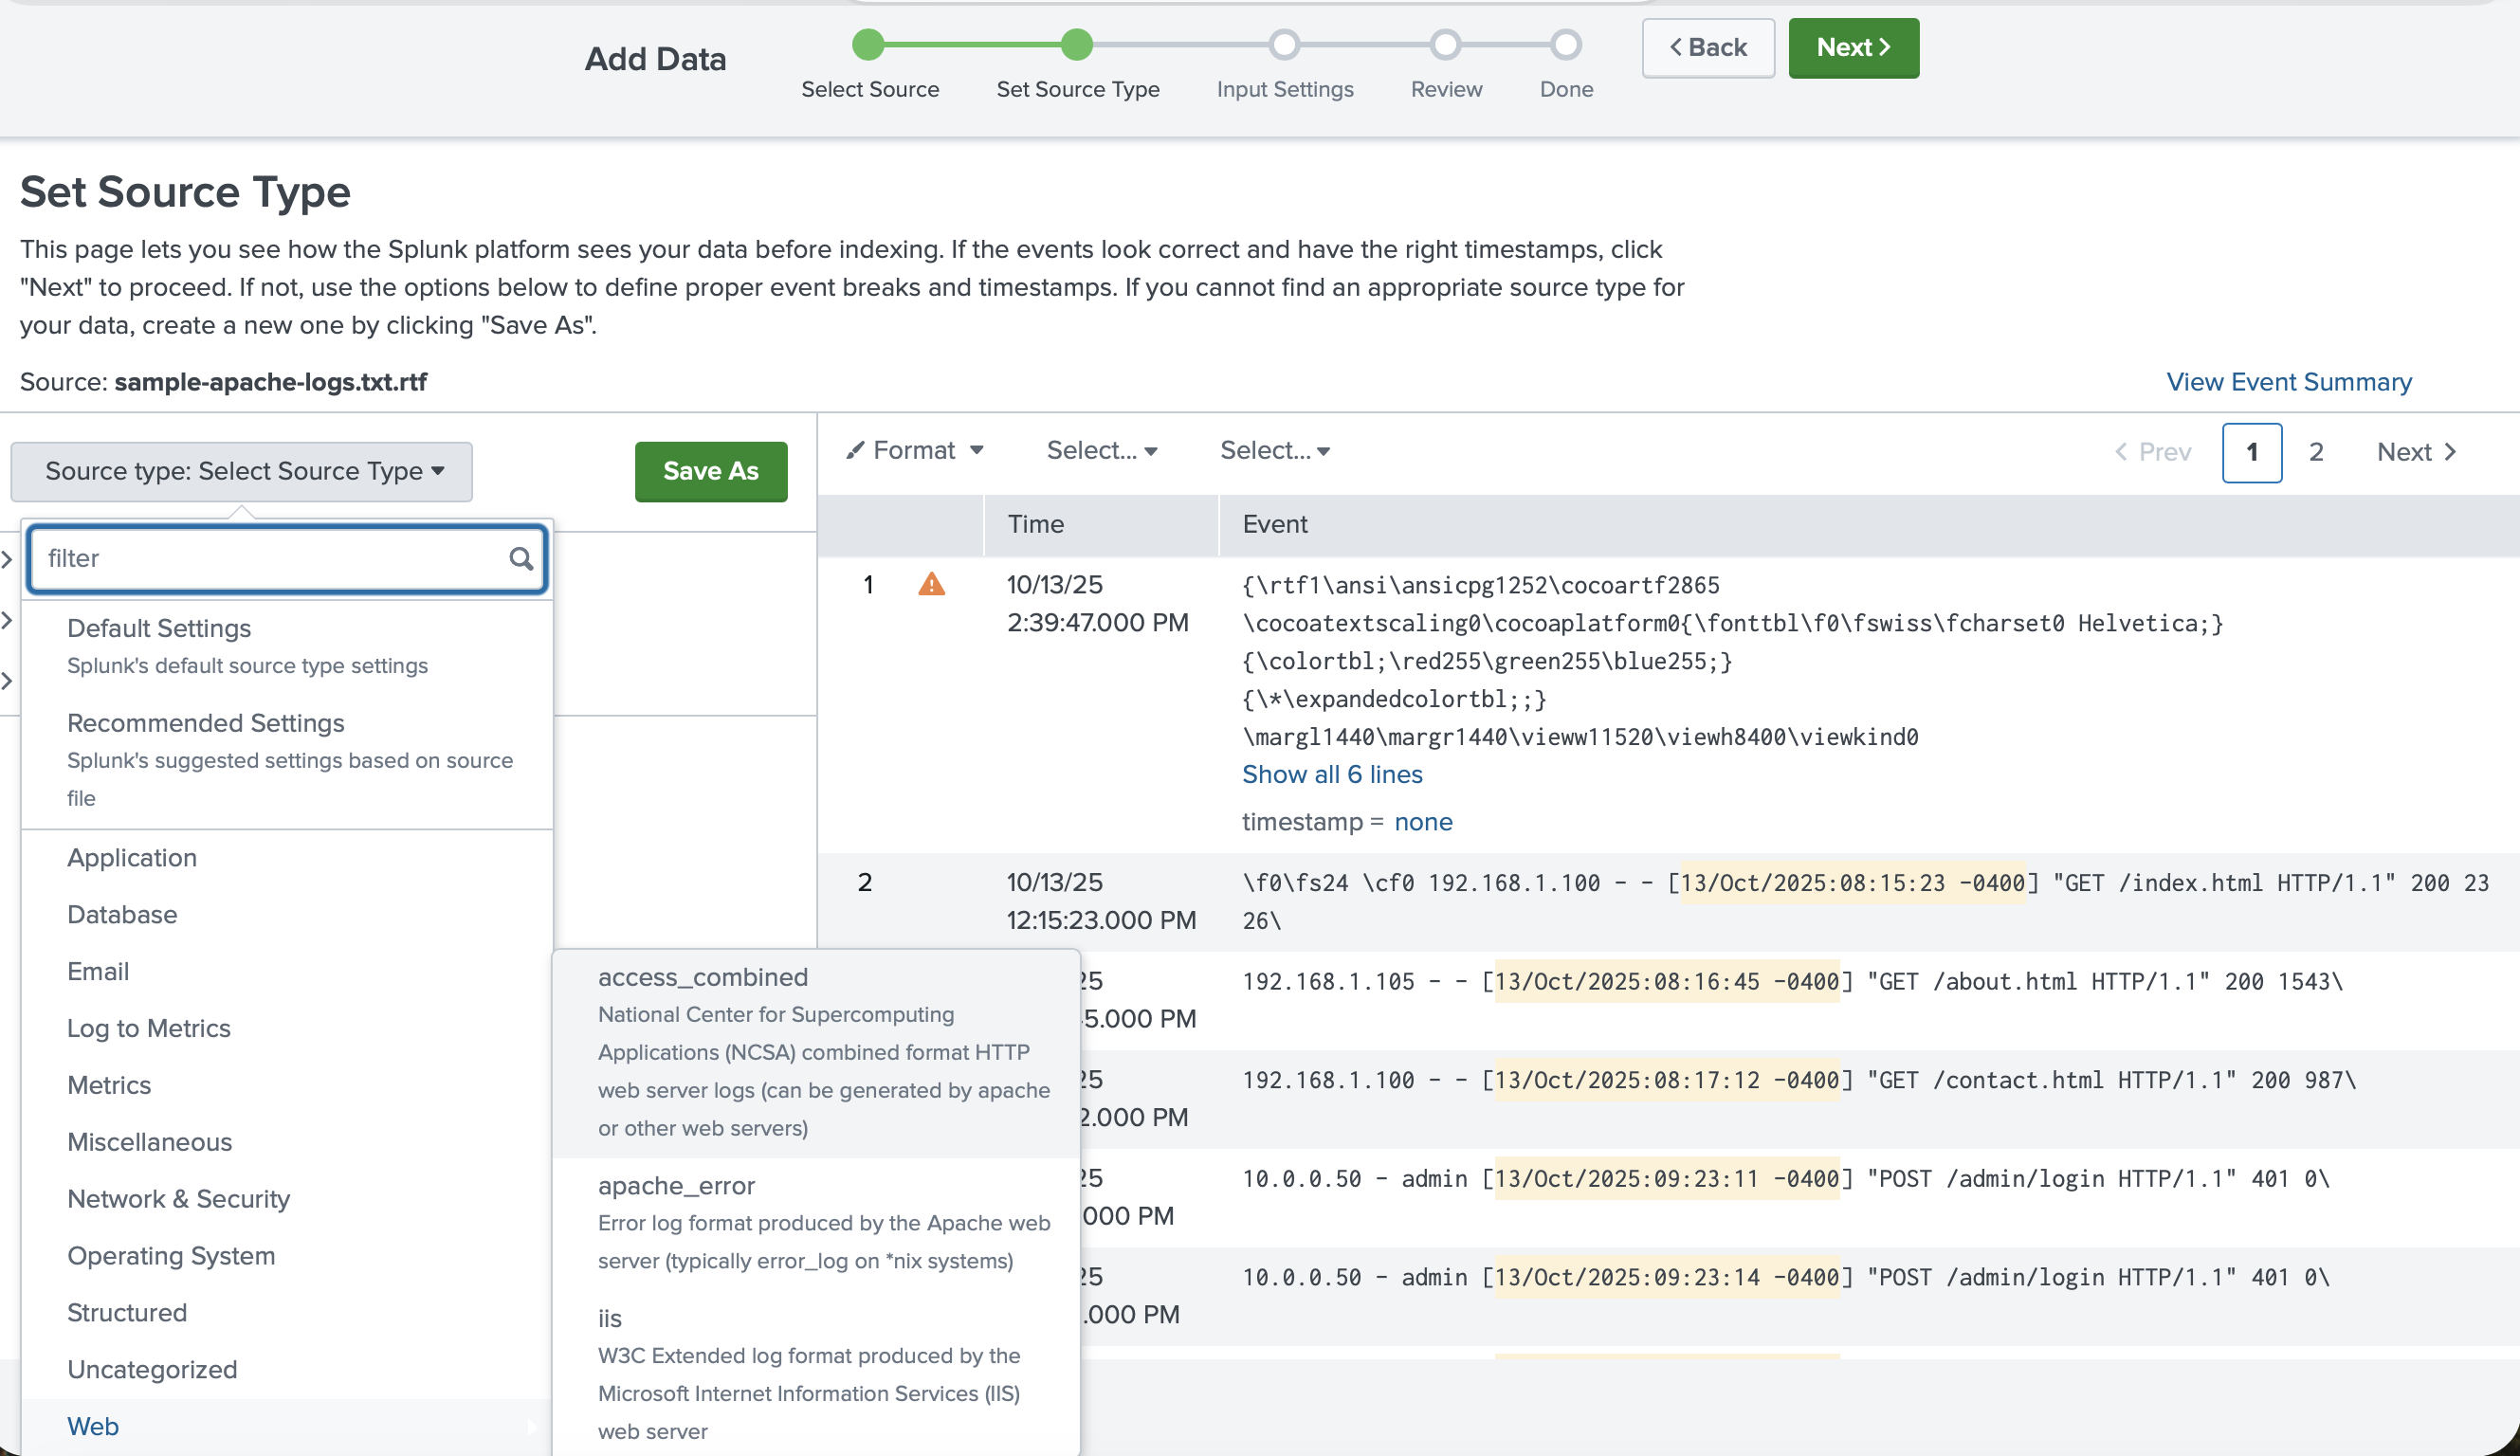 Add Data
Select Source
Set Source Type
Input Settings
Review
Done
Back
Next
Set Source Type
This page lets you see how the Splunk platform sees your data before indexing. If the events look correct and have the right timestamps, click
"Next" to proceed. If not, use the options below to define proper event breaks and timestamps. If you cannot find an appropriate source type for
your data, create a new one by clicking "Save As".
Source: sample-apache-logs.txt.rtf
View Event Summary
Source type: Select Source Type
Save As
filter
Default Settings
Splunk's default source type settings
Recommended Settings
Splunk's suggested settings based on source
file
Application
Database
Email
Log to Metrics
Metrics
Miscellaneous
Network & Security
Operating System
Structured
Uncategorized
Web
access_combined
National Center for Supercomputing
Applications (NCSA) combined format HTTP
web server logs (can be generated by apache
or other web servers)
apache_error
Error log format produced by the Apache web
server (typically error_log on *nix systems)
iis
W3C Extended log format produced by the
Microsoft Internet Information Services (IIS)
web server
Format
Select...
Select...
Prev
1
2
Next
Time
Event
1
10/13/25
2:39:47.000 PM
{\rtf1\ansi\ansicpg1252\cocoartf2865
\cocoatextscaling0\cocoaplatform0{\fonttbl\f0\fswiss\fcharset0 Helvetica;}
{\colortbl;\red255\green255\blue255;}
{\*\expandedcolortbl;;}
\margl1440\margr1440\vieww11520\viewh8400\viewkind0
Show all 6 lines
timestamp = none
2
10/13/25
12:15:23.000 PM
\f0\fs24 \cf0 192.168.1.100 - - [13/Oct/2025:08:15:23 -0400] "GET /index.html HTTP/1.1" 200 23
26\
25
5.000 PM
192.168.1.105 - - [13/Oct/2025:08:16:45 -0400] "GET /about.html HTTP/1.1" 200 1543\
25
2.000 PM
192.168.1.100 - - [13/Oct/2025:08:17:12 -0400] "GET /contact.html HTTP/1.1" 200 987\
25
000 PM
10.0.0.50 - admin [13/Oct/2025:09:23:11 -0400] "POST /admin/login HTTP/1.1" 401 0\
25
.000 PM
10.0.0.50 - admin [13/Oct/2025:09:23:14 -0400] "POST /admin/login HTTP/1.1" 401 0\